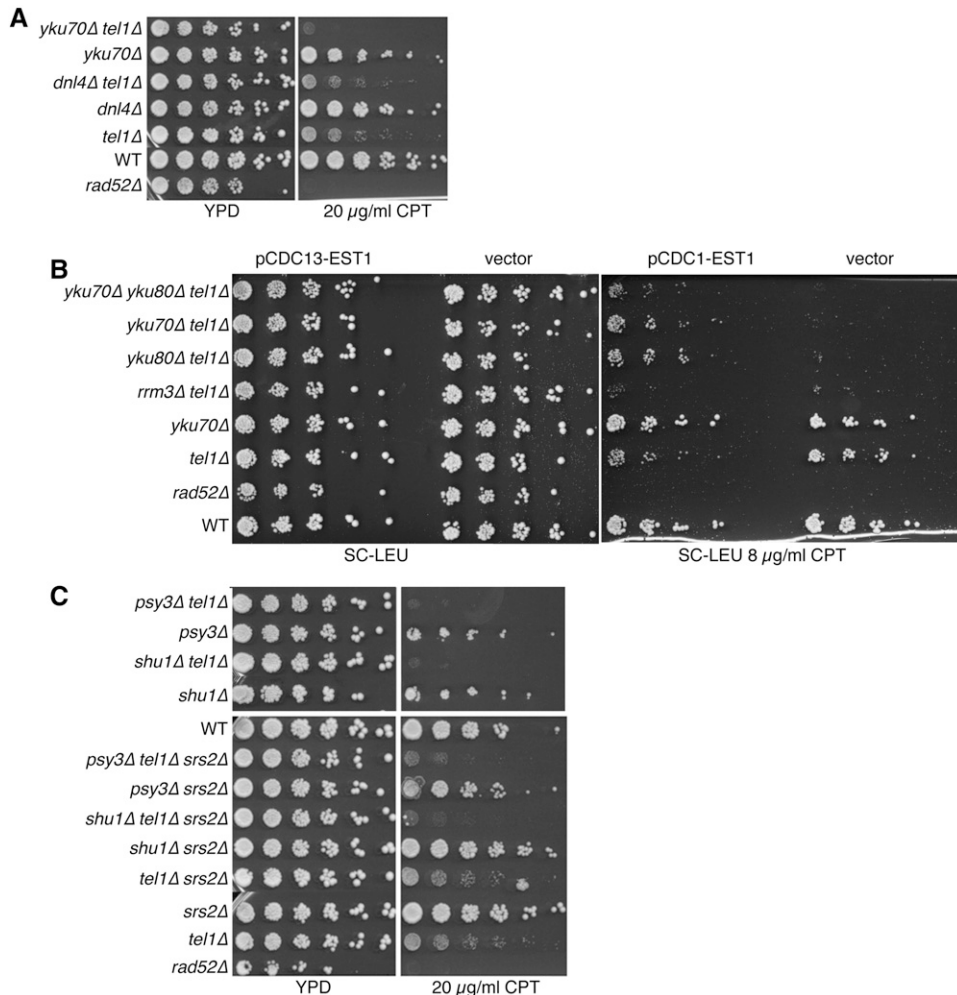 A
yku70Δ tel1Δ
yku70Δ
dnl4Δ tel1Δ
dnl4Δ
tel1Δ
WT
rad52Δ
YPD 20 µg/ml CPT
B
pCDC13-EST1 vector pCDC1-EST1 vector
yku70Δ yku80Δ tel1Δ
yku70Δ tel1Δ
yku80Δ tel1Δ
rrm3Δ tel1Δ
yku70Δ
tel1Δ
rad52Δ
WT
SC-LEU SC-LEU 8 µg/ml CPT
C
psy3Δ tel1Δ
psy3Δ
shu1Δ tel1Δ
shu1Δ
WT
psy3Δ tel1Δ srs2Δ
psy3Δ srs2Δ
shu1Δ tel1Δ srs2Δ
shu1Δ srs2Δ
tel1Δ srs2Δ
srs2Δ
tel1Δ
rad52Δ
YPD 20 µg/ml CPT